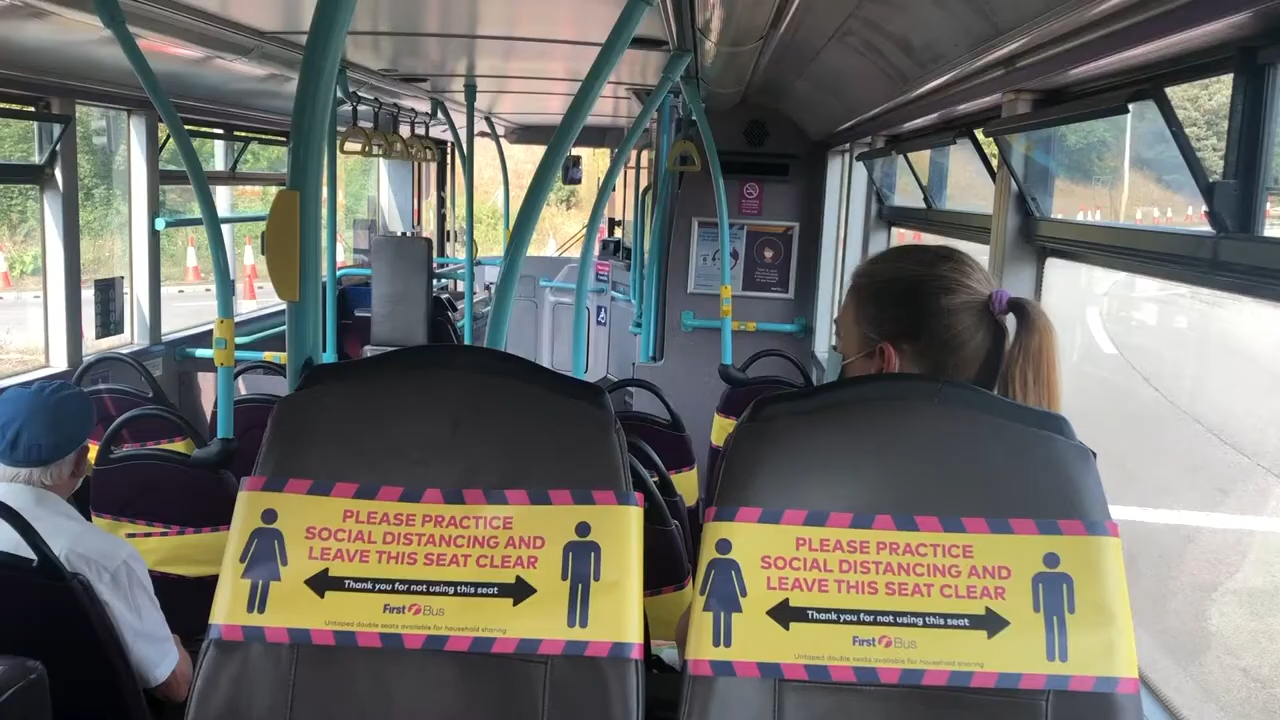 PLEASE PRACTICE
SOCIAL DISTANCING AND
LEAVE THIS SEAT CLEAR
Thank you for not using this seat
First Bus
Untaped double seats available for household sharing
PLEASE PRACTICE
SOCIAL DISTANCING AND
LEAVE THIS SEAT CLEAR
Thank you for not using this seat
First Bus
Untaped double seats available for household sharing